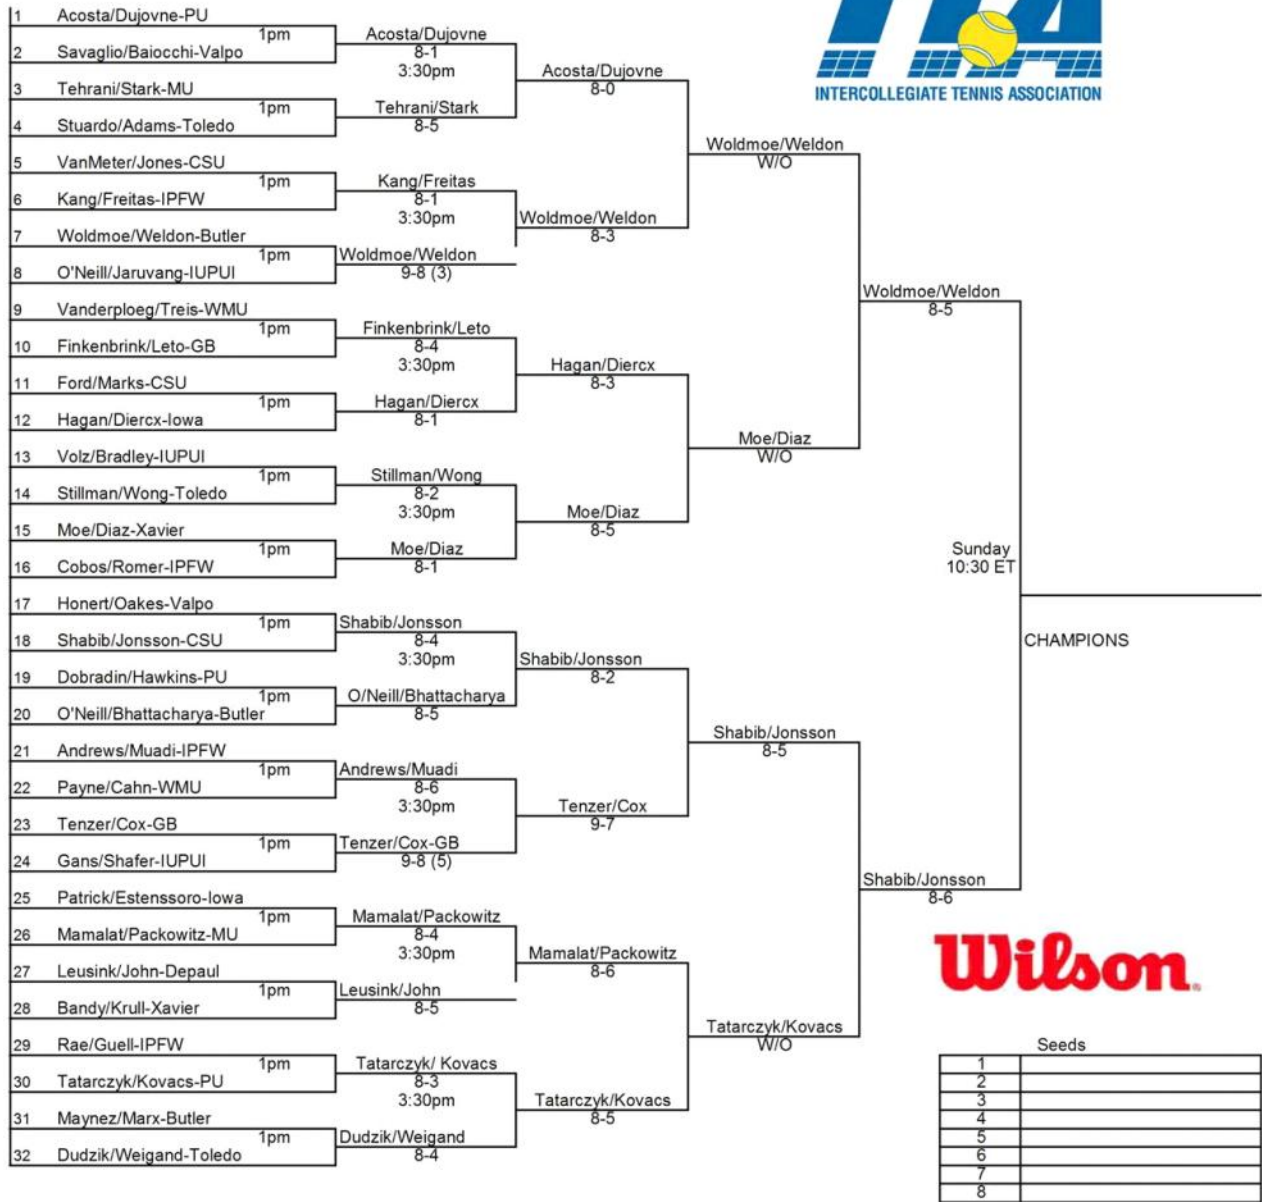 ITA
INTERCOLLEGIATE TENNIS ASSOCIATION
1 Acosta/Dujovne-PU
1pm
2 Savaglio/Baiocchi-Valpo
3 Tehrani/Stark-MU
1pm
4 Stuardo/Adams-Toledo
5 VanMeter/Jones-CSU
1pm
6 Kang/Freitas-IPFW
7 Woldmoe/Weldon-Butler
1pm
8 O'Neill/Jaruvang-IUPUI
9 Vanderploeg/Treis-WMU
1pm
10 Finkenbrink/Leto-GB
11 Ford/Marks-CSU
1pm
12 Hagan/Diercx-Iowa
13 Volz/Bradley-IUPUI
1pm
14 Stillman/Wong-Toledo
15 Moe/Diaz-Xavier
1pm
16 Cobos/Romer-IPFW
17 Honert/Oakes-Valpo
1pm
18 Shabib/Jonsson-CSU
19 Dobradin/Hawkins-PU
1pm
20 O'Neill/Bhattacharya-Butler
21 Andrews/Muadi-IPFW
1pm
22 Payne/Cahn-WMU
23 Tenzer/Cox-GB
1pm
24 Gans/Shafer-IUPUI
25 Patrick/Estenssoro-Iowa
1pm
26 Mamalat/Packowitz-MU
27 Leusink/John-Depaul
1pm
28 Bandy/Krull-Xavier
29 Rae/Guell-IPFW
1pm
30 Tatarczyk/Kovacs-PU
31 Maynez/Marx-Butler
1pm
32 Dudzik/Weigand-Toledo
Acosta/Dujovne
8-1
3:30pm
Tehrani/Stark
8-5
Kang/Freitas
8-1
3:30pm
Woldmoe/Weldon
9-8 (3)
Finkenbrink/Leto
8-4
3:30pm
Hagan/Diercx
8-1
Stillman/Wong
8-2
3:30pm
Moe/Diaz
8-1
Shabib/Jonsson
8-4
3:30pm
O/Neill/Bhattacharya
8-5
Andrews/Muadi
8-6
3:30pm
Tenzer/Cox-GB
9-8 (5)
Mamalat/Packowitz
8-4
3:30pm
Leusink/John
8-5
Tatarczyk/ Kovacs
8-3
3:30pm
Dudzik/Weigand
8-4
Acosta/Dujovne
8-0
Woldmoe/Weldon
8-3
Hagan/Diercx
8-3
Moe/Diaz
8-5
Shabib/Jonsson
8-2
Tenzer/Cox
9-7
Mamalat/Packowitz
8-6
Tatarczyk/Kovacs
8-5
Woldmoe/Weldon
W/O
Moe/Diaz
W/O
Shabib/Jonsson
8-5
Tatarczyk/Kovacs
W/O
Woldmoe/Weldon
8-5
Shabib/Jonsson
8-6
Sunday
10:30 ET
CHAMPIONS
Wilson
Seeds
1
2
3
4
5
6
7
8